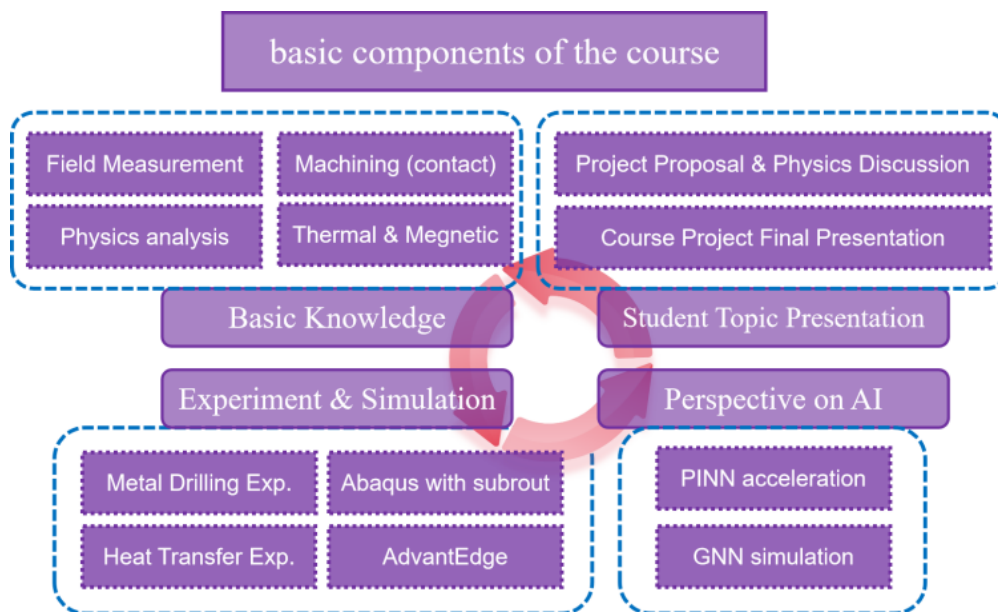 basic components of the course
Field Measurement
Machining (contact)
Physics analysis
Thermal & Megnetic
Basic Knowledge
Project Proposal & Physics Discussion
Course Project Final Presentation
Student Topic Presentation
Experiment & Simulation
Metal Drilling Exp.
Abaqus with subrout
Heat Transfer Exp.
AdvantEdge
Perspective on AI
PINN acceleration
GNN simulation